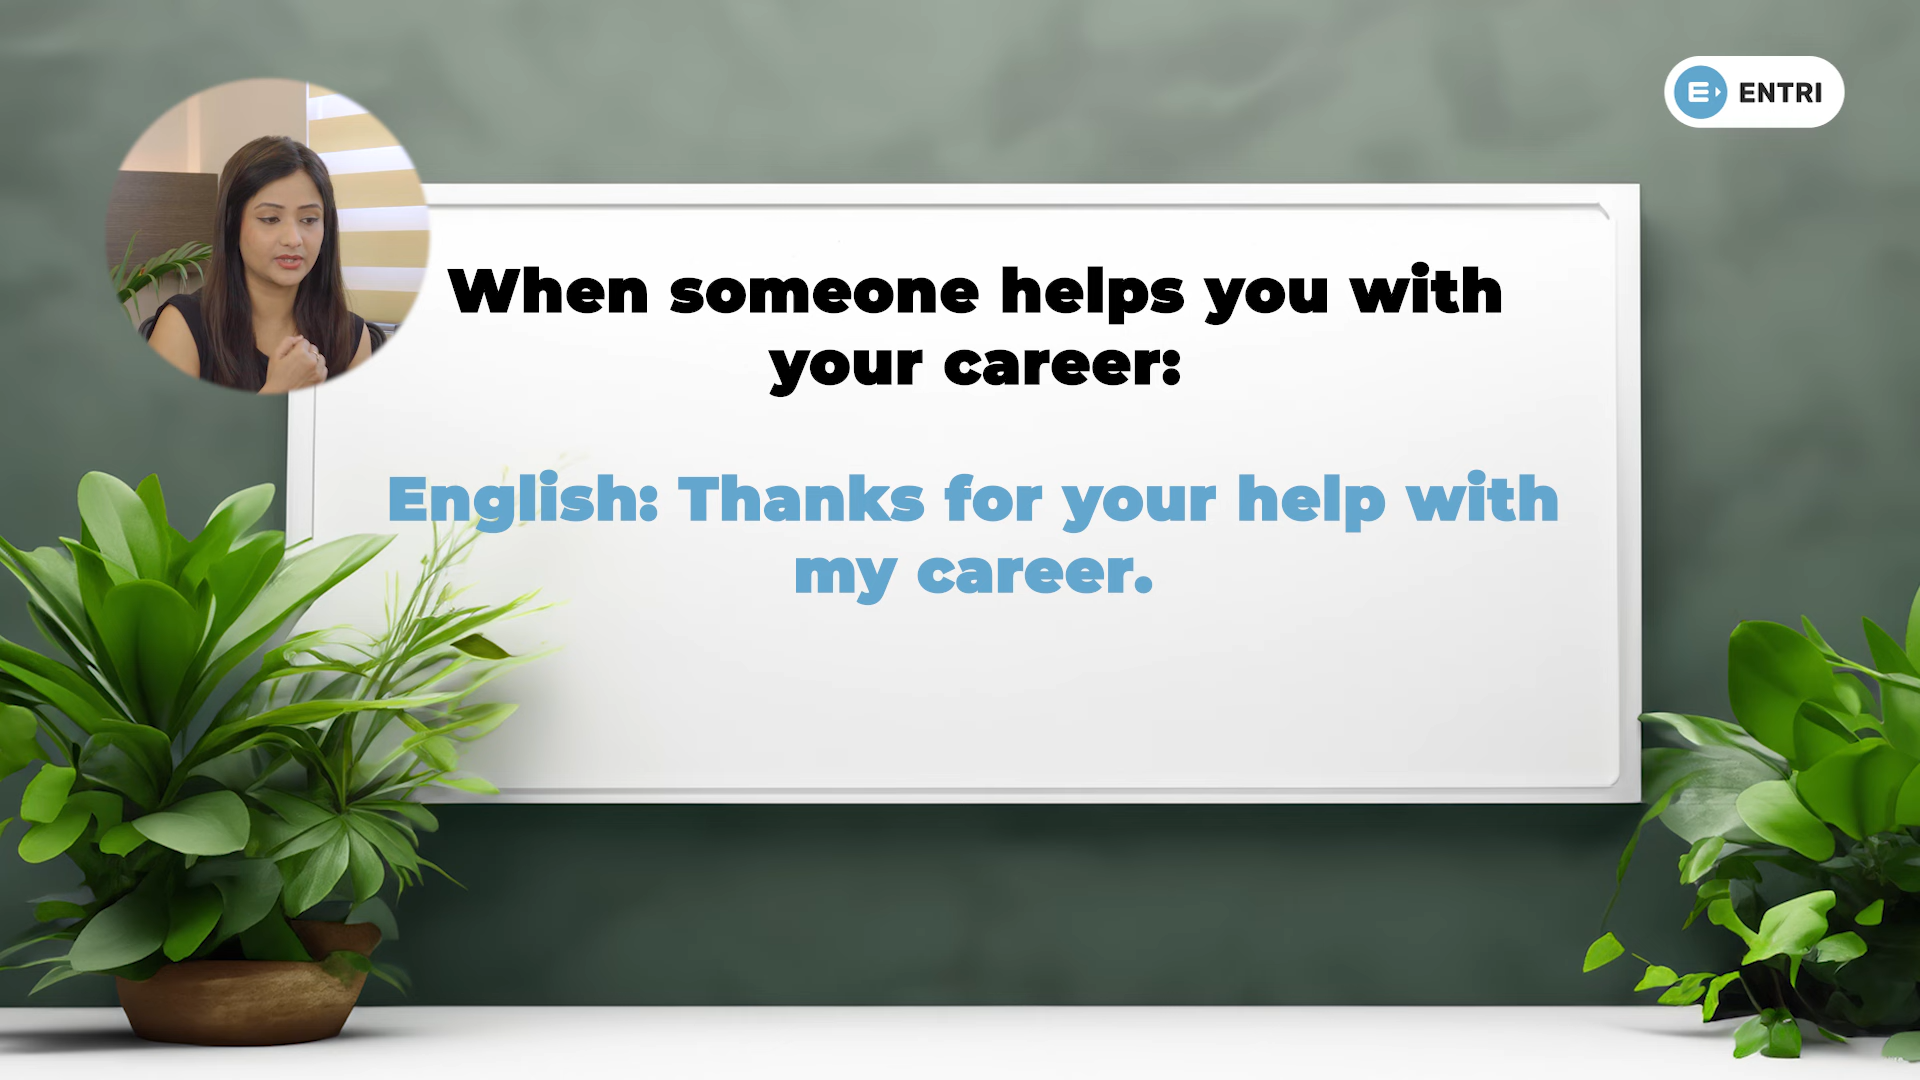 ENTRI
When someone helps you with
your career:
English: Thanks for your help with
my career.